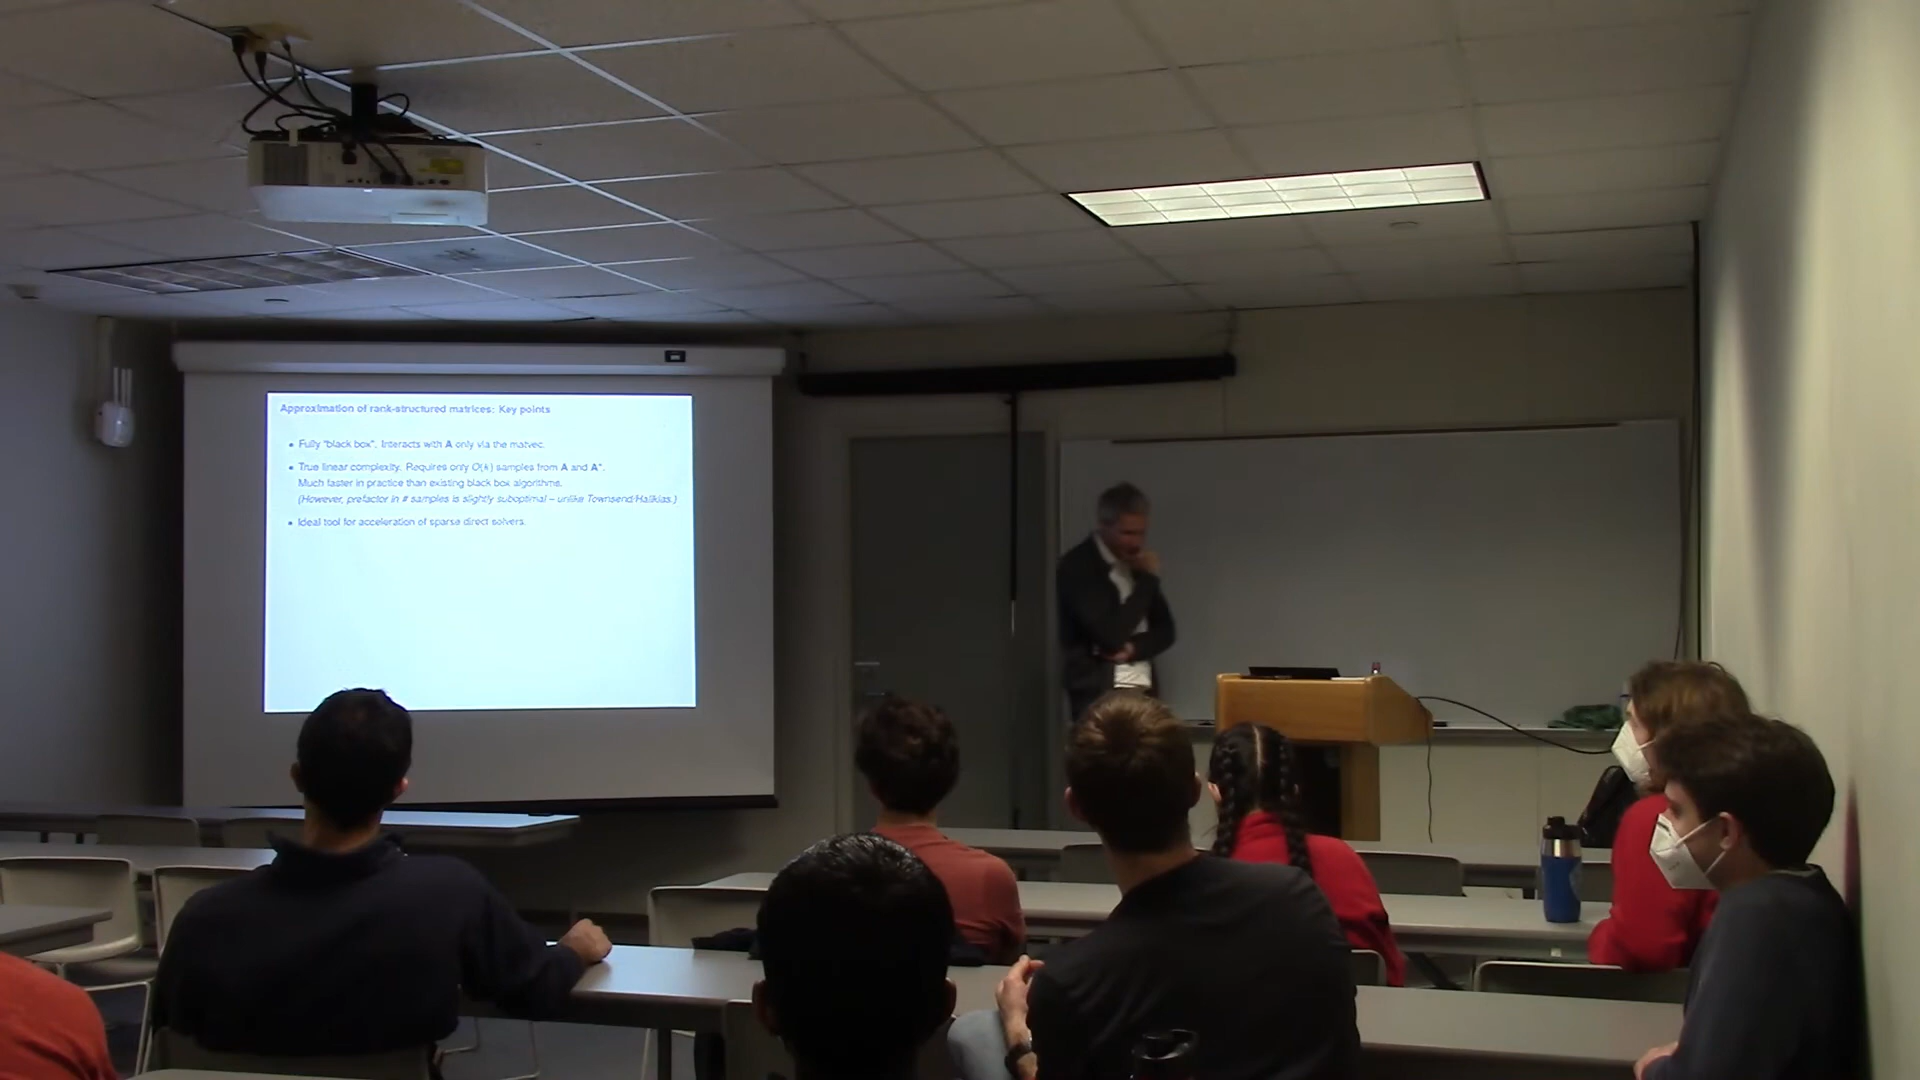 Approximation of rank-structured matrices: Key points
• Fully "black box". Interacts with A only via the matvec.
• True linear complexity. Requires only O(k) samples from A and A*.
Much faster in practice than existing black box algorithms.
(However, prefactor in # samples is slightly suboptimal – unlike Townsend/Halikias.)
• Ideal tool for acceleration of sparse direct solvers.